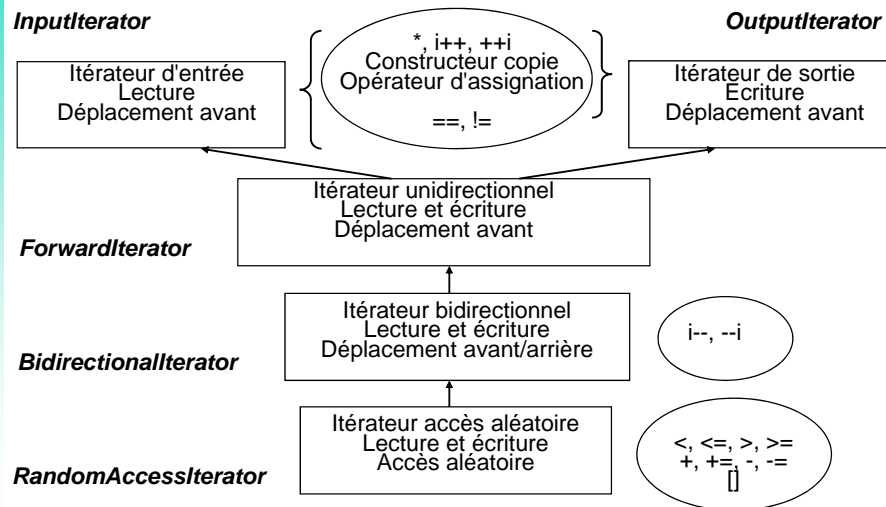 InputIterator
OutputIterator
*, i++, ++i
Constructeur copie
Opérateur d'assignation
==, !=
Itérateur d'entrée
Lecture
Déplacement avant
Itérateur de sortie
Ecriture
Déplacement avant
Itérateur unidirectionnel
Lecture et écriture
Déplacement avant
ForwardIterator
Itérateur bidirectionnel
Lecture et écriture
Déplacement avant/arrière
i--, --i
BidirectionalIterator
Itérateur accès aléatoire
Lecture et écriture
Accès aléatoire
<, <=, >, >=
+, +=, -, -=
[]
RandomAccessIterator